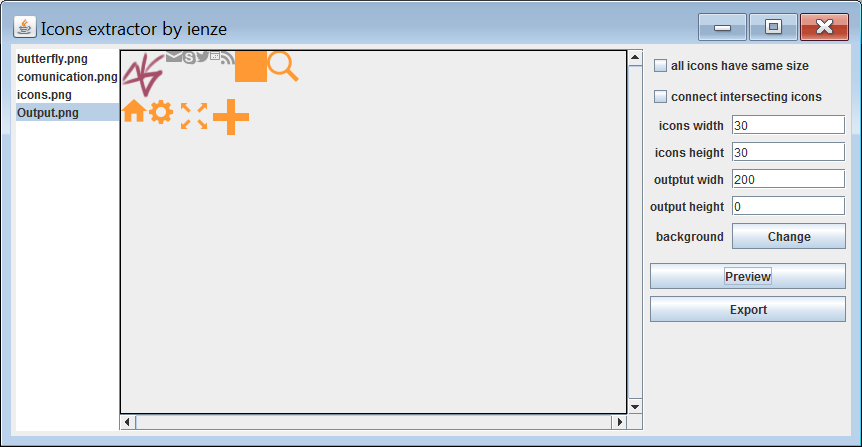 Icons extractor by ienze
butterfly.png
comunication.png
icons.png
Output.png
all icons have same size
connect intersecting icons
icons width 30
icons height 30
outptut widh 200
output height 0
background Change
Preview
Export